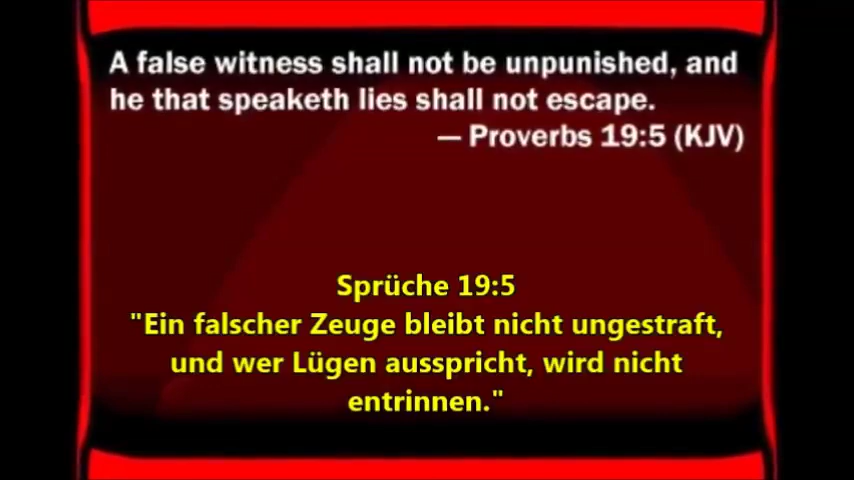 A false witness shall not be unpunished, and
he that speaketh lies shall not escape.
— Proverbs 19:5 (KJV)
Sprüche 19:5
"Ein falscher Zeuge bleibt nicht ungestraft,
und wer Lügen ausspricht, wird nicht
entrinnen."